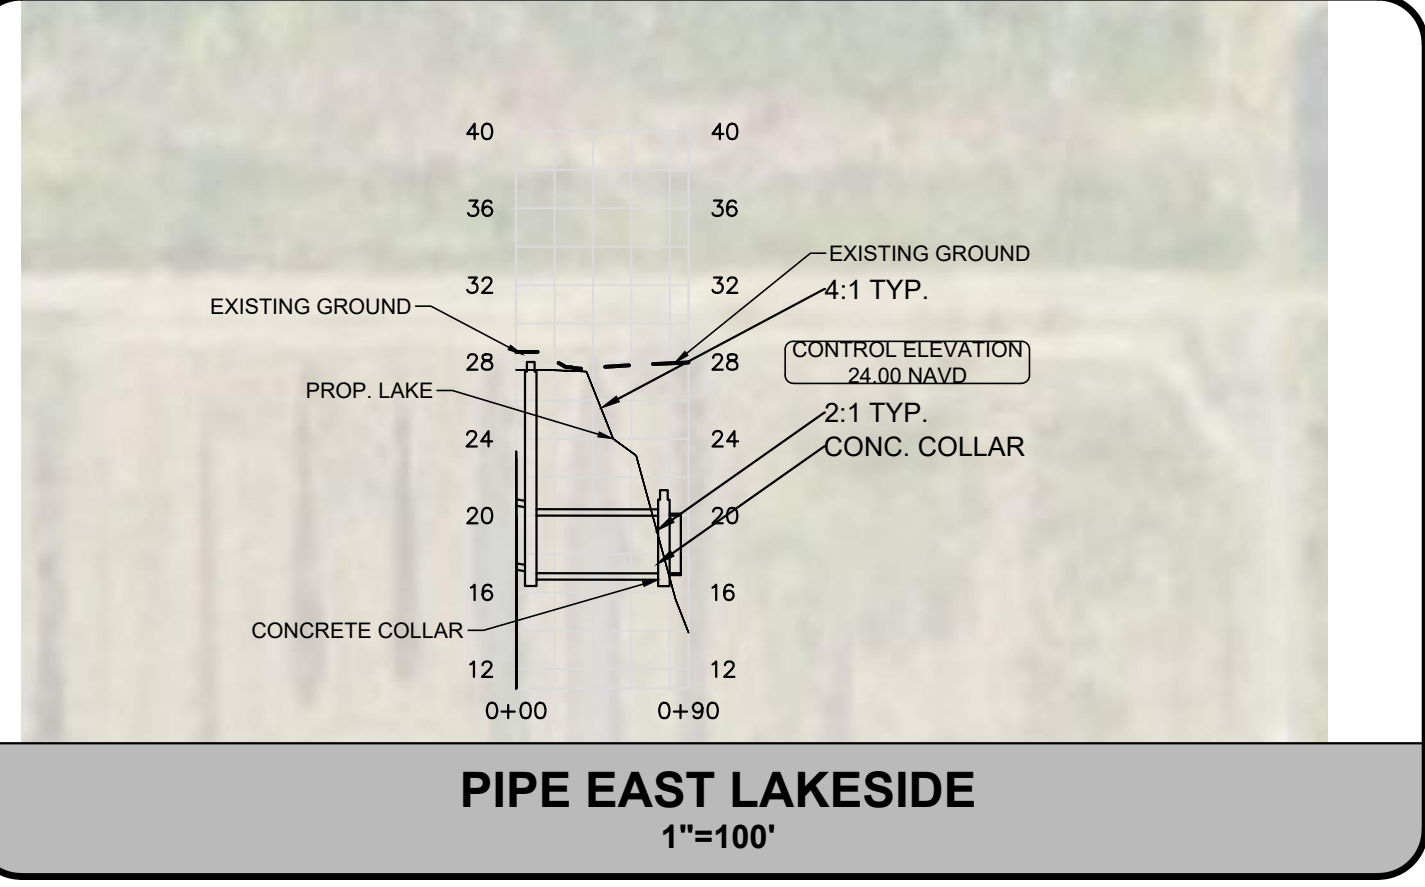 40 40
36 36
EXISTING GROUND
32 32
4:1 TYP.
EXISTING GROUND
28 28
CONTROL ELEVATION
24.00 NAVD
PROP. LAKE
2:1 TYP.
24 24
CONC. COLLAR
20 20
16 16
CONCRETE COLLAR
12 12
0+00 0+90
PIPE EAST LAKESIDE
1"=100'